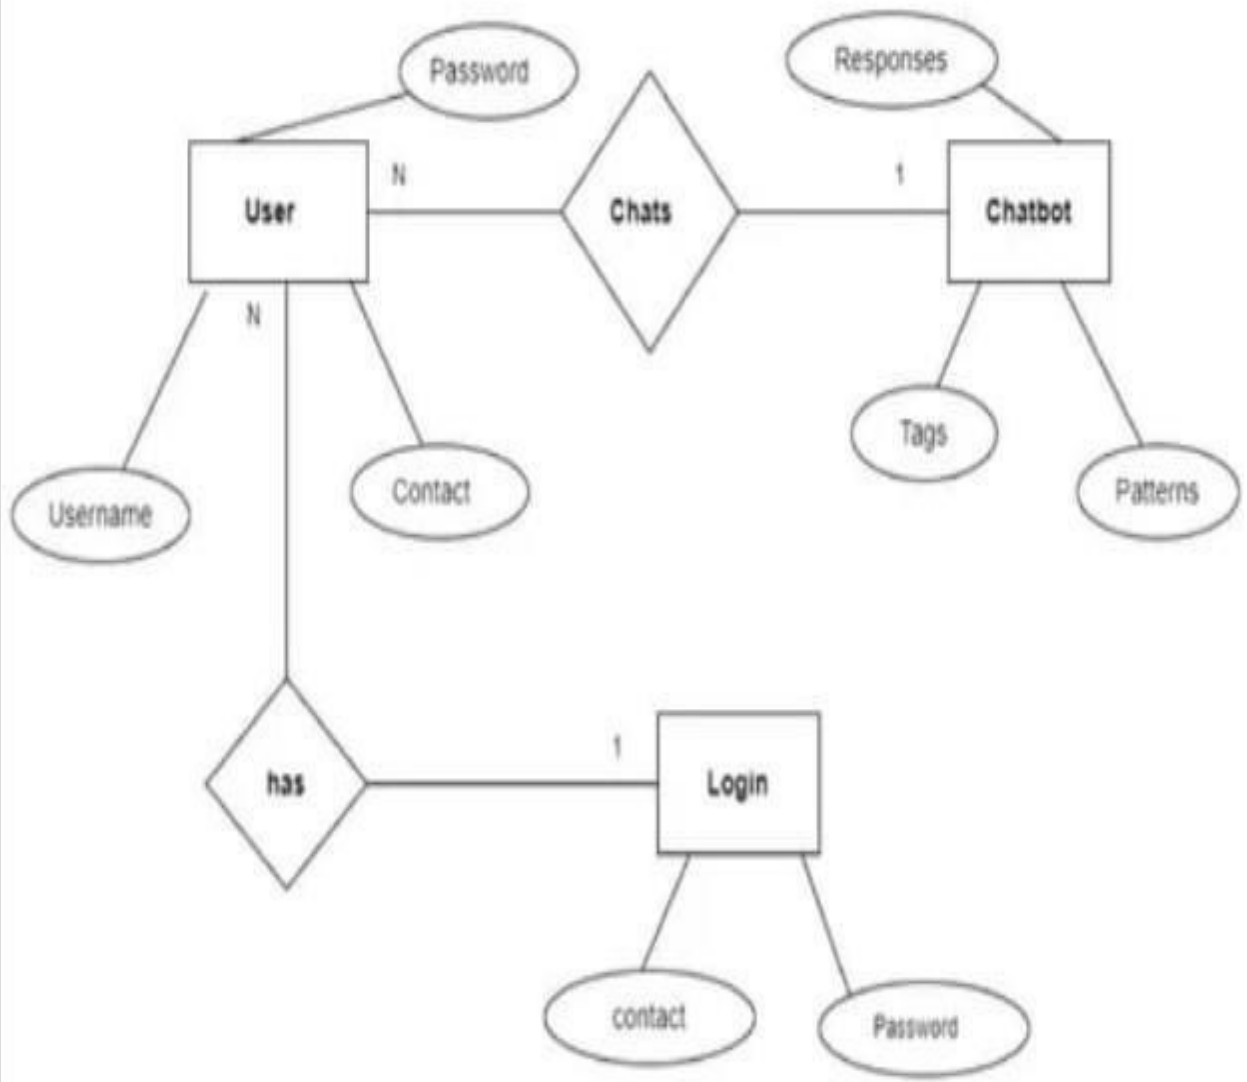 Password
Responses
N
1
User
Chats
Chatbot
N
Tags
Username
Contact
Patterns
1
has
Login
contact
Password